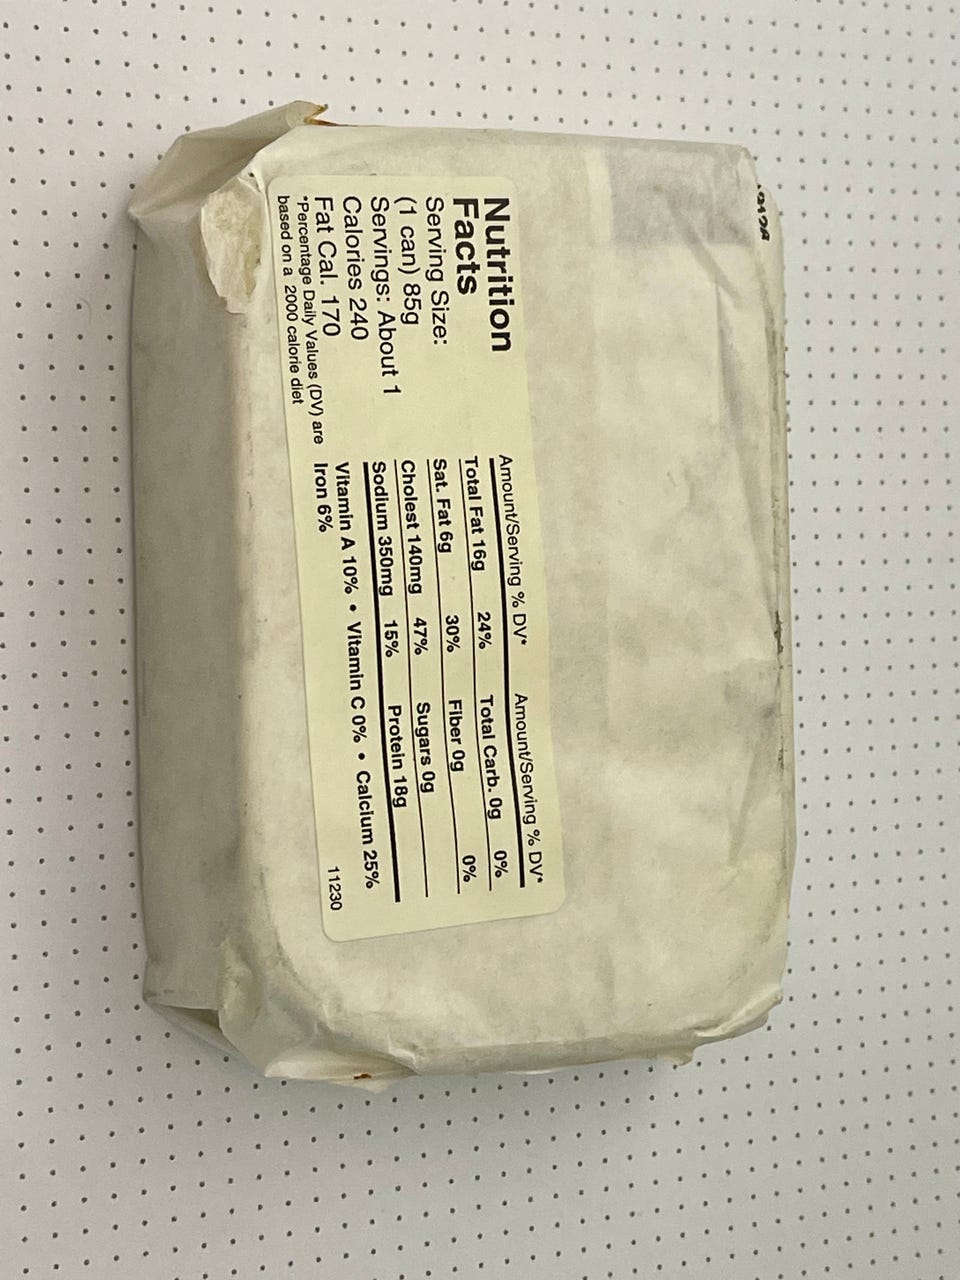 Nutrition
Facts
Serving Size:
(1 can) 85g
Servings: About 1
Calories 240
Fat Cal. 170
*Percentage Daily Values (DV) are
based on a 2000 calorie diet
Amount/Serving % DV* Amount/Serving % DV*
Total Fat 16g 24% Total Carb. 0g 0%
Sat. Fat 6g 30% Fiber 0g 0%
Cholest 140mg 47% Sugars 0g
Sodium 350mg 15% Protein 18g
Vitamin A 10% • Vitamin C 0% • Calcium 25%
Iron 6%
11230